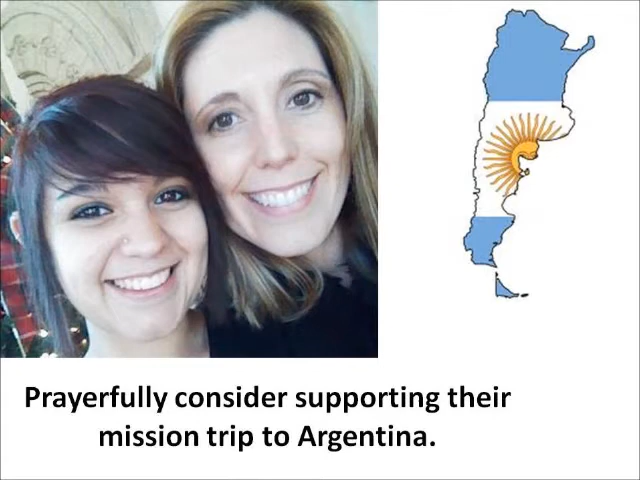 Prayerfully consider supporting their
mission trip to Argentina.